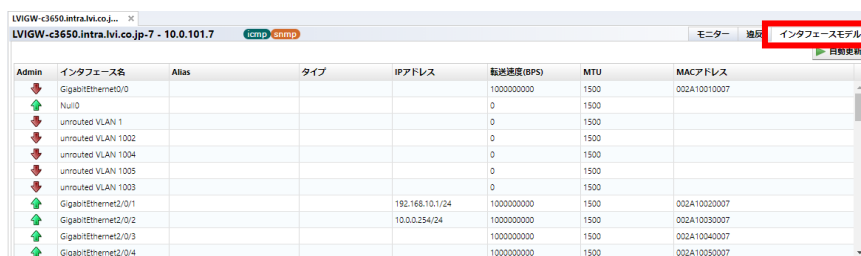 LVIGW-c3650.intra.lvi.co.j... ×
LVIGW-c3650.intra.lvi.co.jp-7 - 10.0.101.7 icmp snmp モニター 違反 インタフェースモデル
自動更新
Admin インタフェース名 Alias タイプ IPアドレス 転送速度(BPS) MTU MACアドレス
GigabitEthernet0/0 1000000000 1500 002A10010007
Null0 0 1500
unrouted VLAN 1 0 1500
unrouted VLAN 1002 0 1500
unrouted VLAN 1004 0 1500
unrouted VLAN 1005 0 1500
unrouted VLAN 1003 0 1500
GigabitEthernet2/0/1 192.168.10.1/24 1000000000 1500 002A10020007
GigabitEthernet2/0/2 10.0.0.254/24 1000000000 1500 002A10030007
GigabitEthernet2/0/3 1000000000 1500 002A10040007
GigabitEthernet2/0/4 1000000000 1500 002A10050007